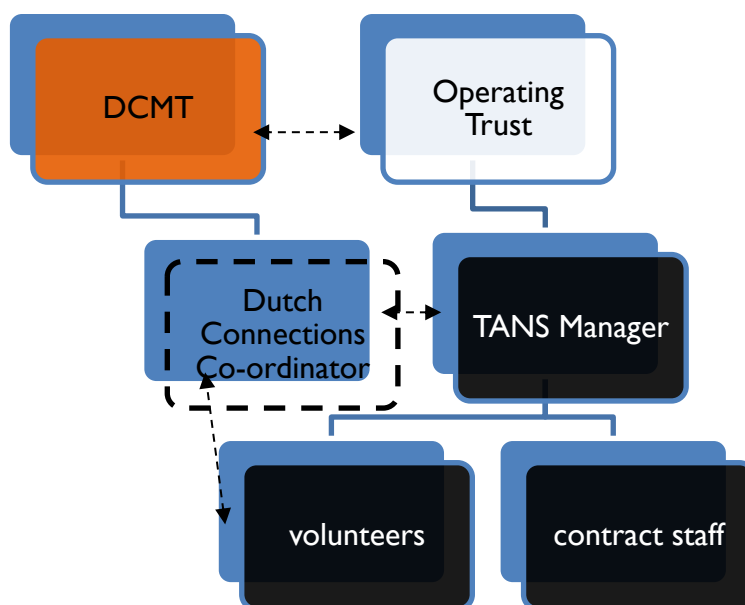 DCMT
Operating
Trust
Dutch
Connections
Co-ordinator
TANS Manager
volunteers
contract staff